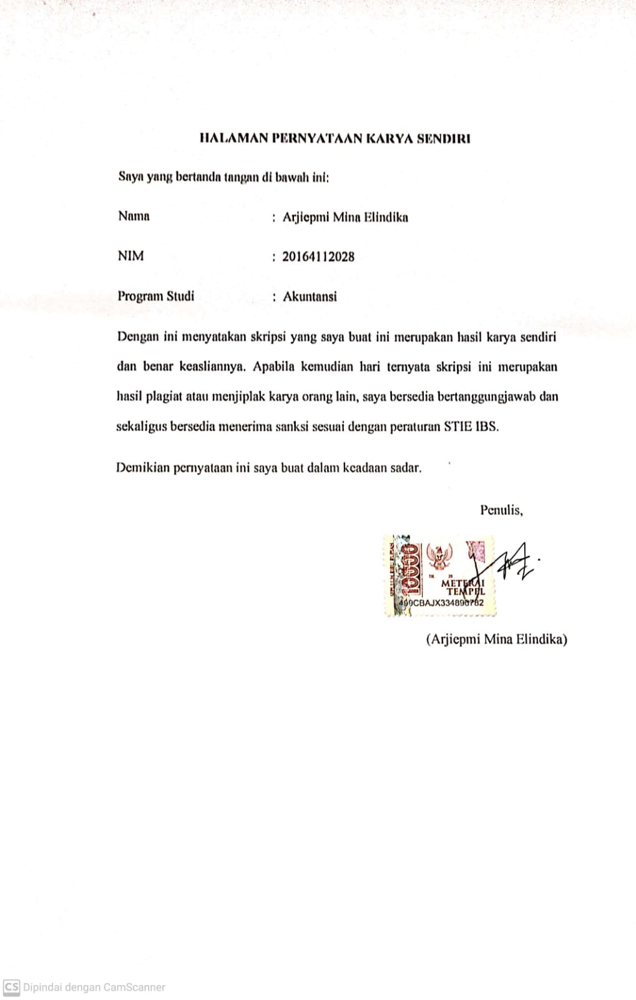 HALAMAN PERNYATAAN KARYA SENDIRI
Saya yang bertanda tangan di bawah ini:
Nama : Arjiepmi Mina Elindika
NIM : 20164112028
Program Studi : Akuntansi
Dengan ini menyatakan skripsi yang saya buat ini merupakan hasil karya sendiri
dan benar keasliannya. Apabila kemudian hari ternyata skripsi ini merupakan
hasil plagiat atau menjiplak karya orang lain, saya bersedia bertanggungjawab dan
sekaligus bersedia menerima sanksi sesuai dengan peraturan STIE IBS.
Demikian pernyataan ini saya buat dalam keadaan sadar.
Penulis,
10000
METERAI
TEMPEL
499CBAJX334890782
(Arjiepmi Mina Elindika)
CS Dipindai dengan CamScanner